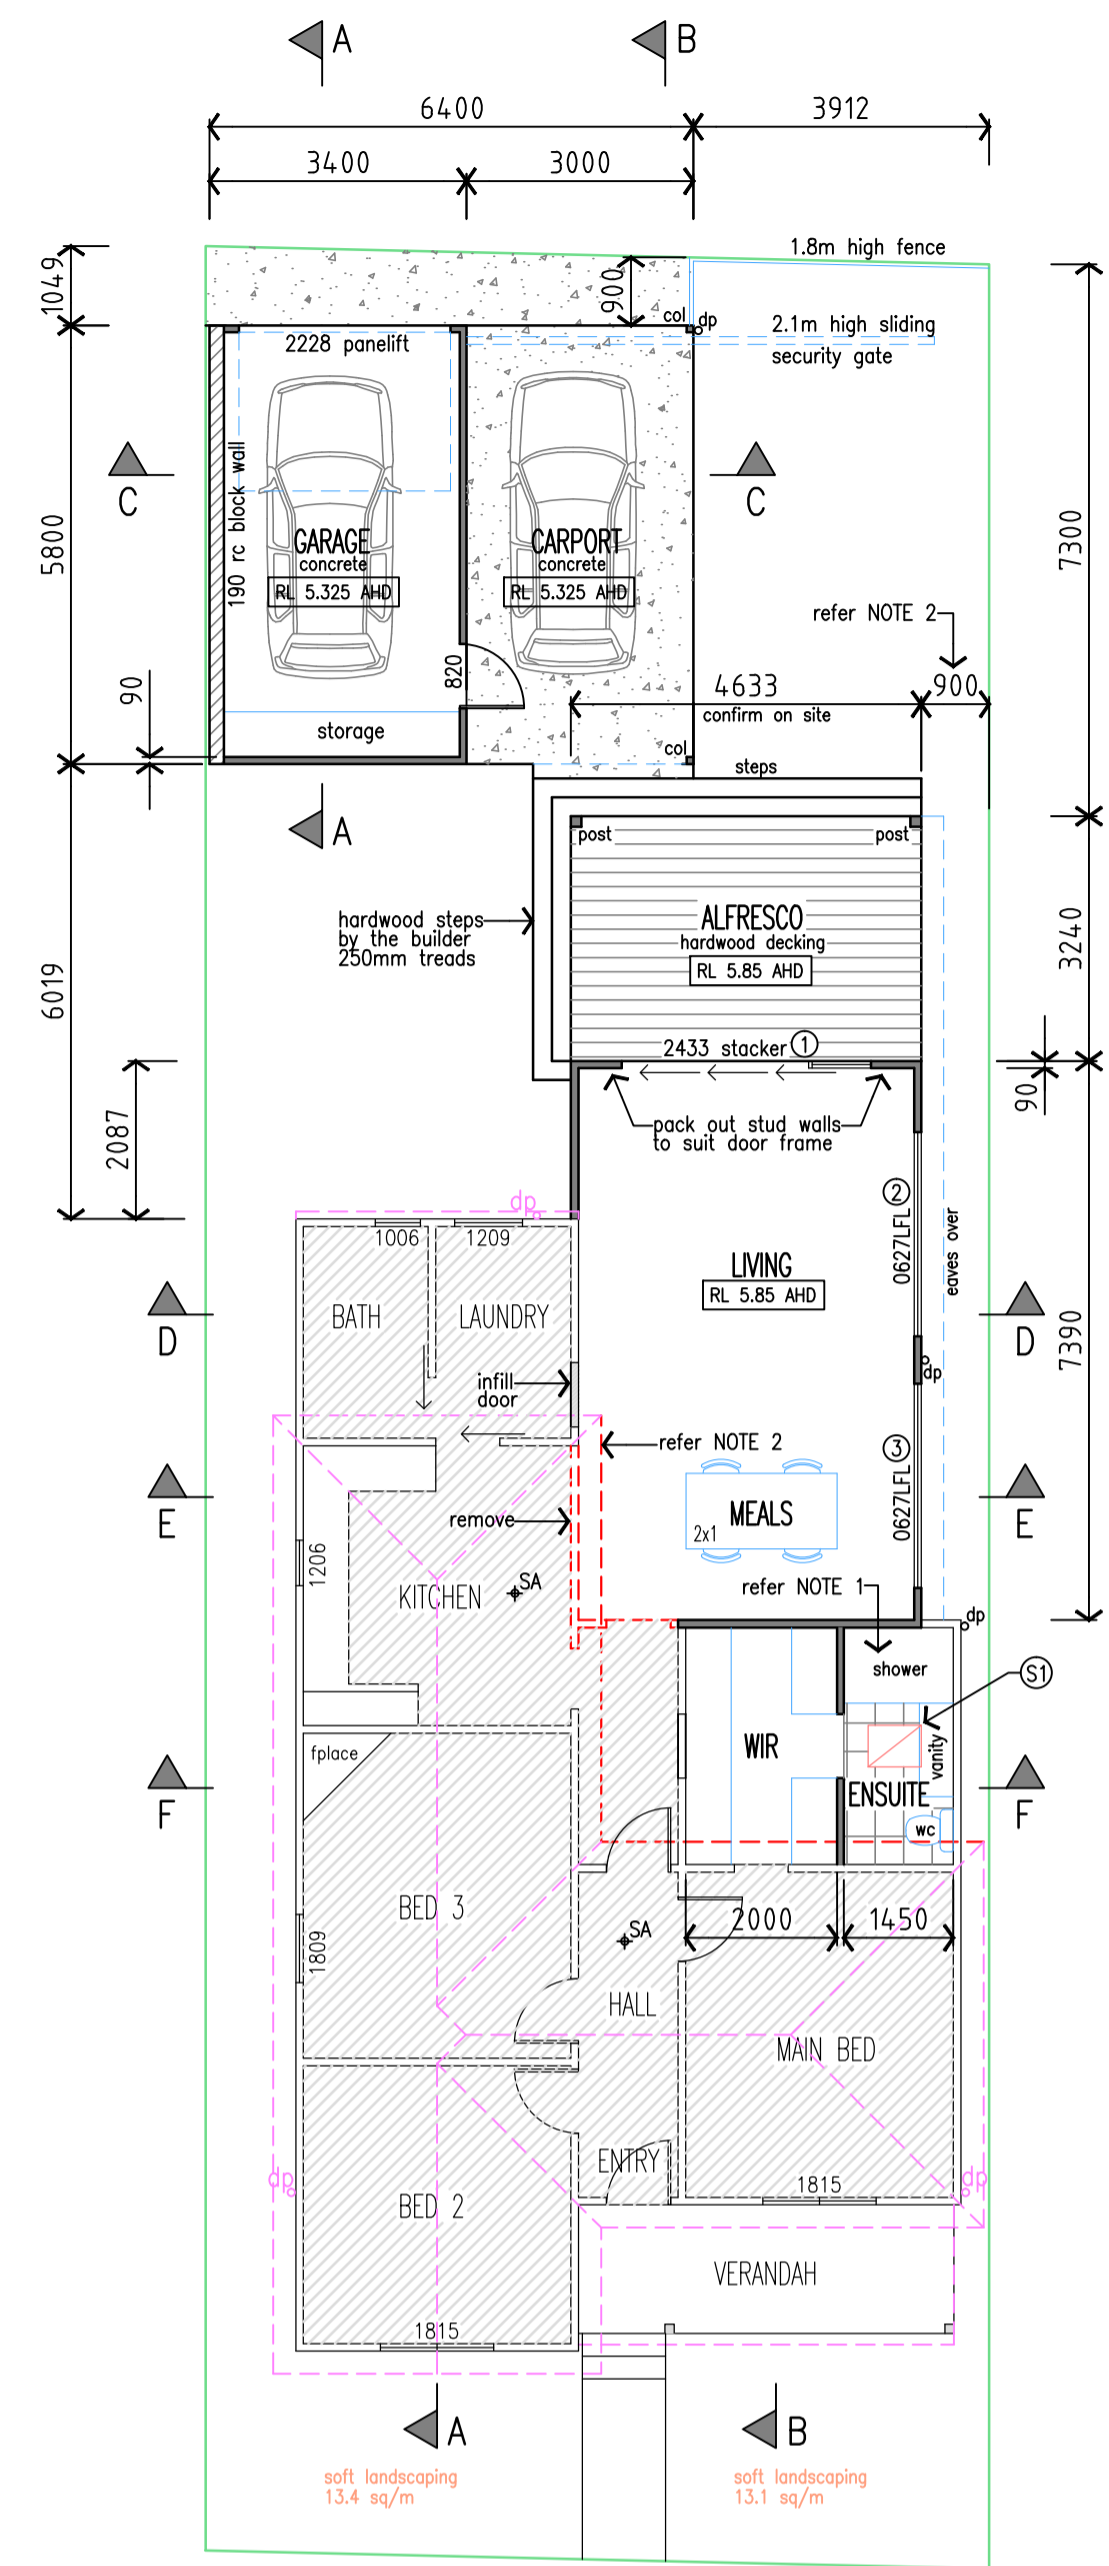 A
B
6400
3912
3400
3000
1.8m high fence
1049
900
col
dp
2.1m high sliding
security gate
2228 panelift
190 rc block wall
C
C
5800
7300
GARAGE
concrete
RL 5.325 AHD
CARPORT
concrete
RL 5.325 AHD
refer NOTE 2
820
90
4633
confirm on site
900
storage
col
steps
A
post
post
hardwood steps
by the builder
250mm treads
ALFRESCO
hardwood decking
RL 5.85 AHD
3240
6019
2433 stacker
1
90
2087
pack out stud walls
to suit door frame
dp
2
0627LFL
eaves over
1006
1209
LIVING
RL 5.85 AHD
BATH
LAUNDRY
D
D
7390
dp
infill
door
refer NOTE 2
3
0627LFL
E
E
remove
MEALS
2x1
1206
KITCHEN
SA
refer NOTE 1
dp
shower
S1
WIR
vanity
fplace
ENSUITE
F
F
wc
BED 3
2000
1450
SA
1809
HALL
MAIN BED
ENTRY
dp
dp
1815
BED 2
VERANDAH
1815
A
B
soft landscaping
13.4 sq/m
soft landscaping
13.1 sq/m